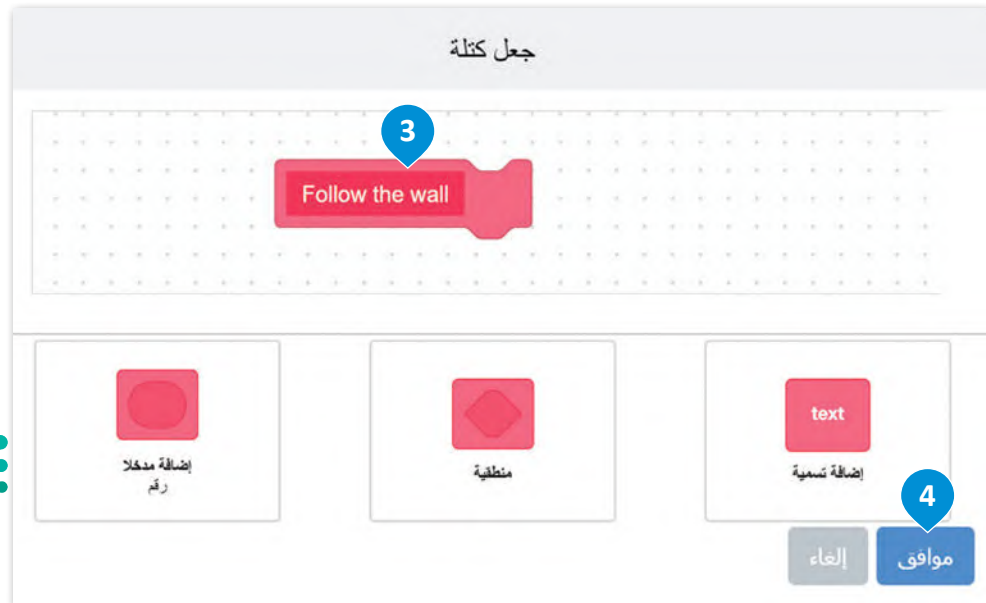 جعل كتلة
3
Follow the wall
text
إضافة تسمية
منطقية
إضافة مدخلا
رقم
4
موافق
إلغاء